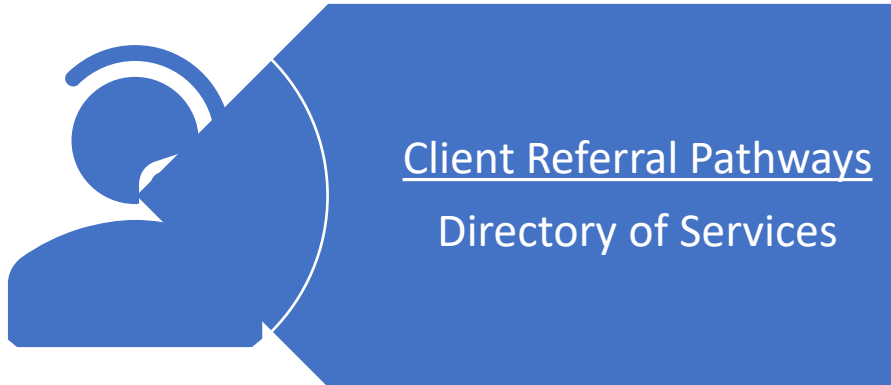 Client Referral Pathways
Directory of Services